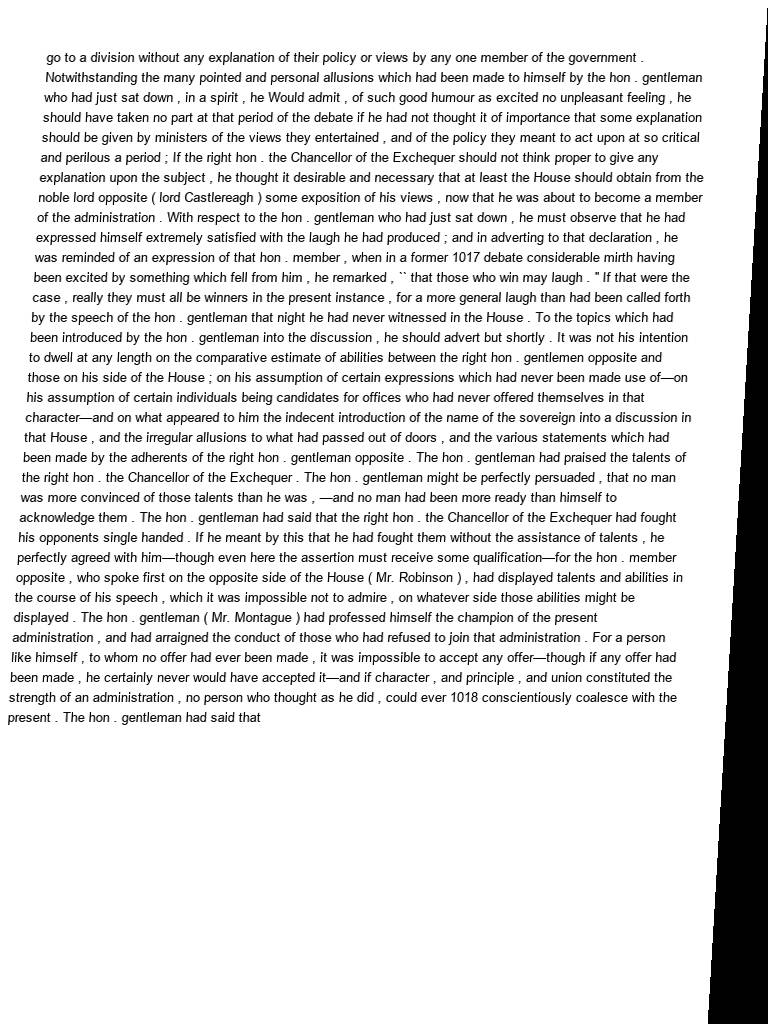 go to a division without any explanation of their policy or views by any one member of the government .
Notwithstanding the many pointed and personal allusions which had been made to himself by the hon . gentleman
who had just sat down , in a spirit , he Would admit , of such good humour as excited no unpleasant feeling , he
should have taken no part at that period of the debate if he had not thought it of importance that some explanation
should be given by ministers of the views they entertained , and of the policy they meant to act upon at so critical
and perilous a period ; If the right hon . the Chancellor of the Exchequer should not think proper to give any
explanation upon the subject , he thought it desirable and necessary that at least the House should obtain from the
noble lord opposite ( lord Castlereagh ) some exposition of his views , now that he was about to become a member
of the administration . With respect to the hon . gentleman who had just sat down , he must observe that he had
expressed himself extremely satisfied with the laugh he had produced ; and in adverting to that declaration , he
was reminded of an expression of that hon . member , when in a former 1017 debate considerable mirth having
been excited by something which fell from him , he remarked , `` that those who win may laugh . " If that were the
case , really they must all be winners in the present instance , for a more general laugh than had been called forth
by the speech of the hon . gentleman that night he had never witnessed in the House . To the topics which had
been introduced by the hon . gentleman into the discussion , he should advert but shortly . It was not his intention
to dwell at any length on the comparative estimate of abilities between the right hon . gentlemen opposite and
those on his side of the House ; on his assumption of certain expressions which had never been made use of—on
his assumption of certain individuals being candidates for offices who had never offered themselves in that
character—and on what appeared to him the indecent introduction of the name of the sovereign into a discussion in
that House , and the irregular allusions to what had passed out of doors , and the various statements which had
been made by the adherents of the right hon . gentleman opposite . The hon . gentleman had praised the talents of
the right hon . the Chancellor of the Exchequer . The hon . gentleman might be perfectly persuaded , that no man
was more convinced of those talents than he was , —and no man had been more ready than himself to
acknowledge them . The hon . gentleman had said that the right hon . the Chancellor of the Exchequer had fought
his opponents single handed . If he meant by this that he had fought them without the assistance of talents , he
perfectly agreed with him—though even here the assertion must receive some qualification—for the hon . member
opposite , who spoke first on the opposite side of the House ( Mr. Robinson ) , had displayed talents and abilities in
the course of his speech , which it was impossible not to admire , on whatever side those abilities might be
displayed . The hon . gentleman ( Mr. Montague ) had professed himself the champion of the present
administration , and had arraigned the conduct of those who had refused to join that administration . For a person
like himself , to whom no offer had ever been made , it was impossible to accept any offer—though if any offer had
been made , he certainly never would have accepted it—and if character , and principle , and union constituted the
strength of an administration , no person who thought as he did , could ever 1018 conscientiously coalesce with the
present . The hon . gentleman had said that